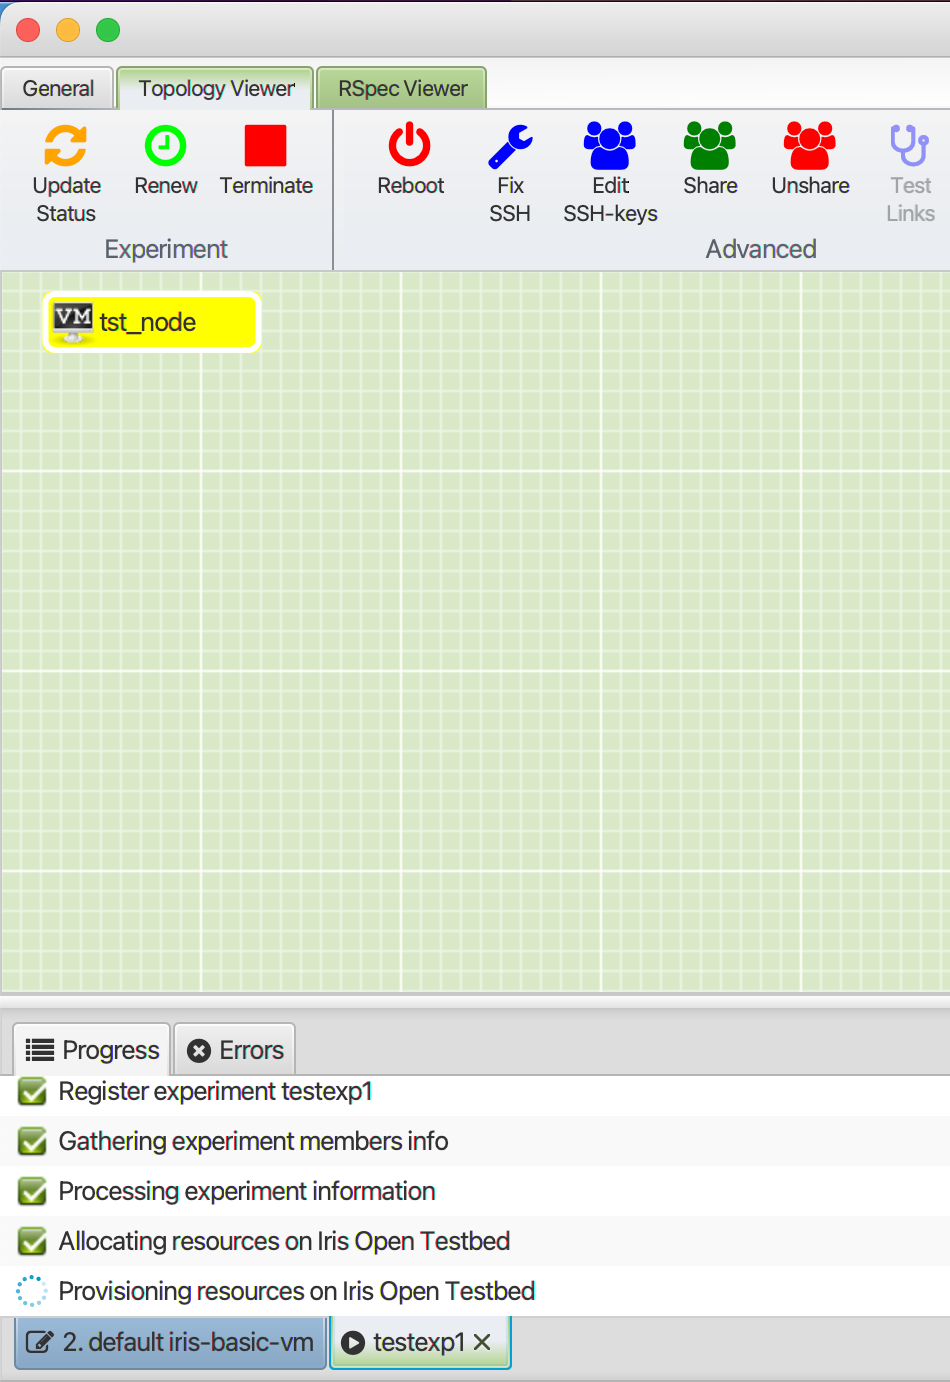 General Topology Viewer RSpec Viewer
Update Status
Renew
Terminate
Reboot
Fix SSH
Edit SSH-keys
Share
Unshare
Test Links
Experiment
Advanced
VM tst_node
Progress Errors
Register experiment testexp1
Gathering experiment members info
Processing experiment information
Allocating resources on Iris Open Testbed
Provisioning resources on Iris Open Testbed
2. default iris-basic-vm testexp1